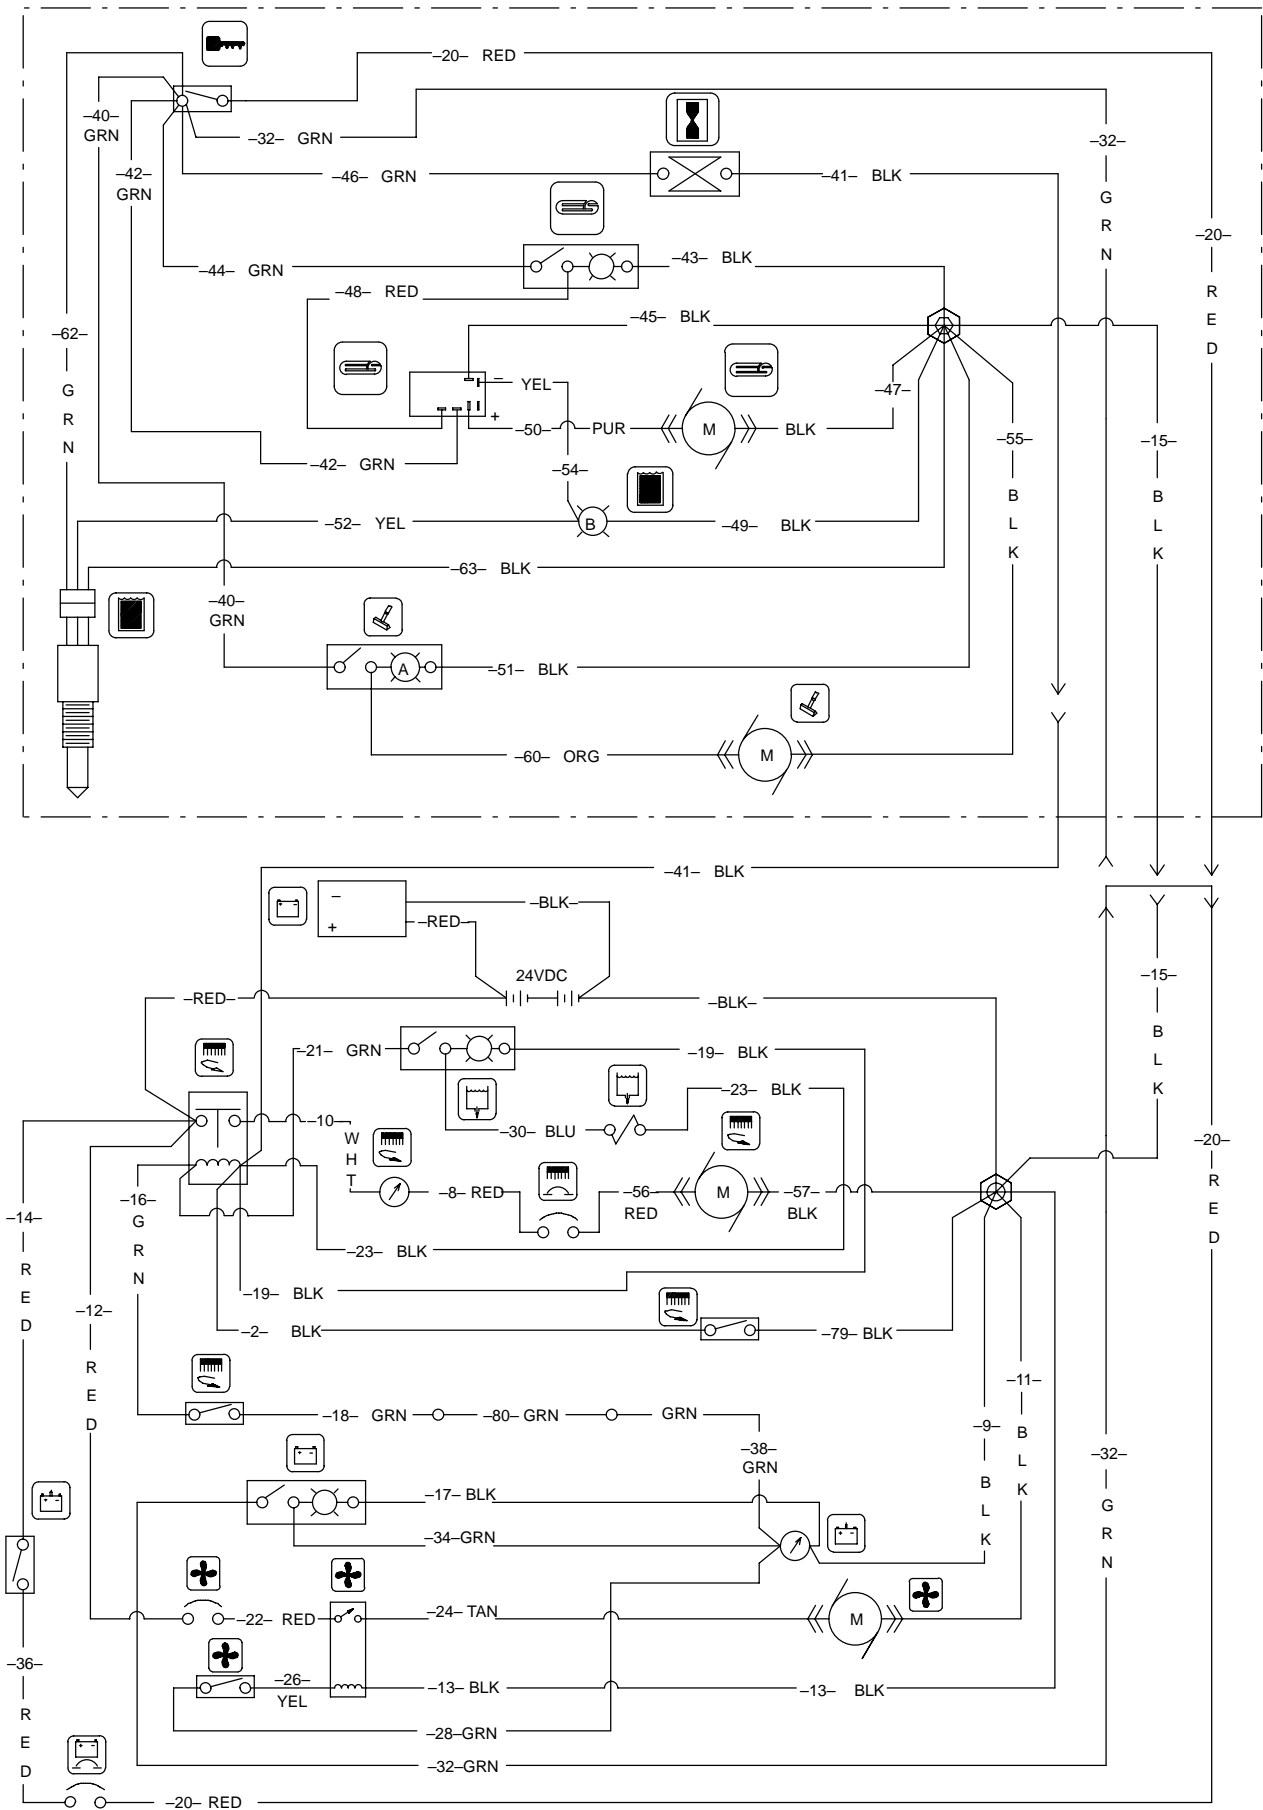 –20– RED
–40–
GRN
–32– GRN
–32–
G
R
N
–42–
GRN
–46– GRN
–41– BLK
–20–
R
E
D
–44– GRN
–43– BLK
–48– RED
–45– BLK
–62–
G
R
N
–
YEL
+
–47–
–50– PUR
M
BLK
–55–
B
L
K
–15–
B
L
K
–42– GRN
–54–
–52– YEL
B
–49– BLK
–63– BLK
–40–
GRN
A
–51– BLK
–60– ORG
M
–41– BLK
–
+
–BLK–
–RED–
24VDC
–RED–
–BLK–
–15–
B
L
K
–21– GRN
–19– BLK
–23– BLK
–10–
W
H
T
–30– BLU
–20–
R
E
D
–16–
G
R
N
–8– RED
–56–
RED
M
–57–
BLK
–14–
R
E
D
–23– BLK
–19– BLK
–12–
R
E
D
–2– BLK
–79– BLK
–11–
B
L
K
–18– GRN
–80– GRN
GRN
–9–
B
L
K
–38–
GRN
–32–
G
R
N
–17– BLK
–34–GRN
–22– RED
–24– TAN
M
–36–
R
E
D
–26–
YEL
–13– BLK
–13– BLK
–28–GRN
–32–GRN
–20– RED